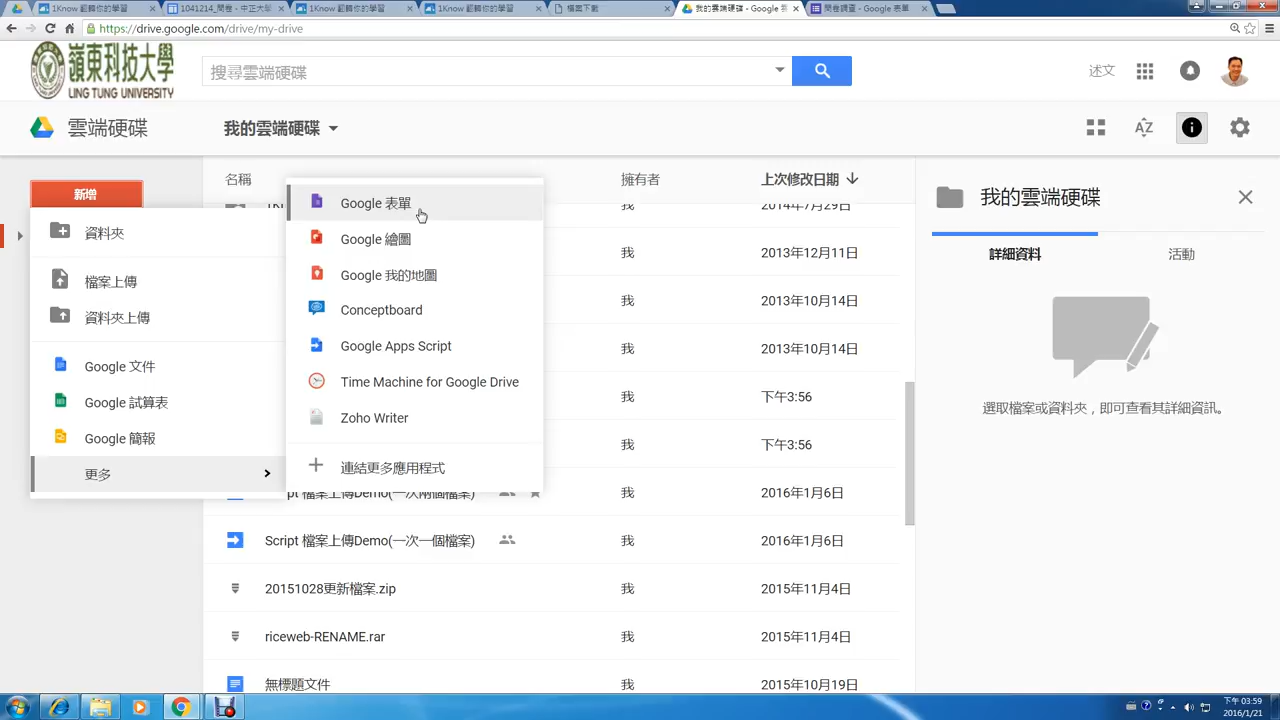 1Know 翻轉你的學習
1041214_問卷 - 中正大學
1Know 翻轉你的學習
1Know 翻轉你的學習
檔案下載
我的雲端硬碟 - Google
問卷調查 - Google 表單
https://drive.google.com/drive/my-drive
嶺東科技大學
LING TUNG UNIVERSITY
搜尋雲端硬碟
述文
雲端硬碟
我的雲端硬碟
新增
名稱
擁有者
上次修改日期
我的雲端硬碟
詳細資料
活動
選取檔案或資料夾，即可查看其詳細資訊。
資料夾
檔案上傳
資料夾上傳
Google 文件
Google 試算表
Google 簡報
更多
Google 表單
Google 繪圖
Google 我的地圖
Conceptboard
Google Apps Script
Time Machine for Google Drive
Zoho Writer
連結更多應用程式
我 2014年7月29日
我 2013年12月11日
我 2013年10月14日
我 2013年10月14日
我 下午3:56
我 下午3:56
pt 檔案上傳Demo(一次兩個檔案) 我 2016年1月6日
Script 檔案上傳Demo(一次一個檔案) 我 2016年1月6日
20151028更新檔案.zip 我 2015年11月4日
riceweb-RENAME.rar 我 2015年11月4日
無標題文件 我 2015年10月19日
下午 03:59
2016/1/21